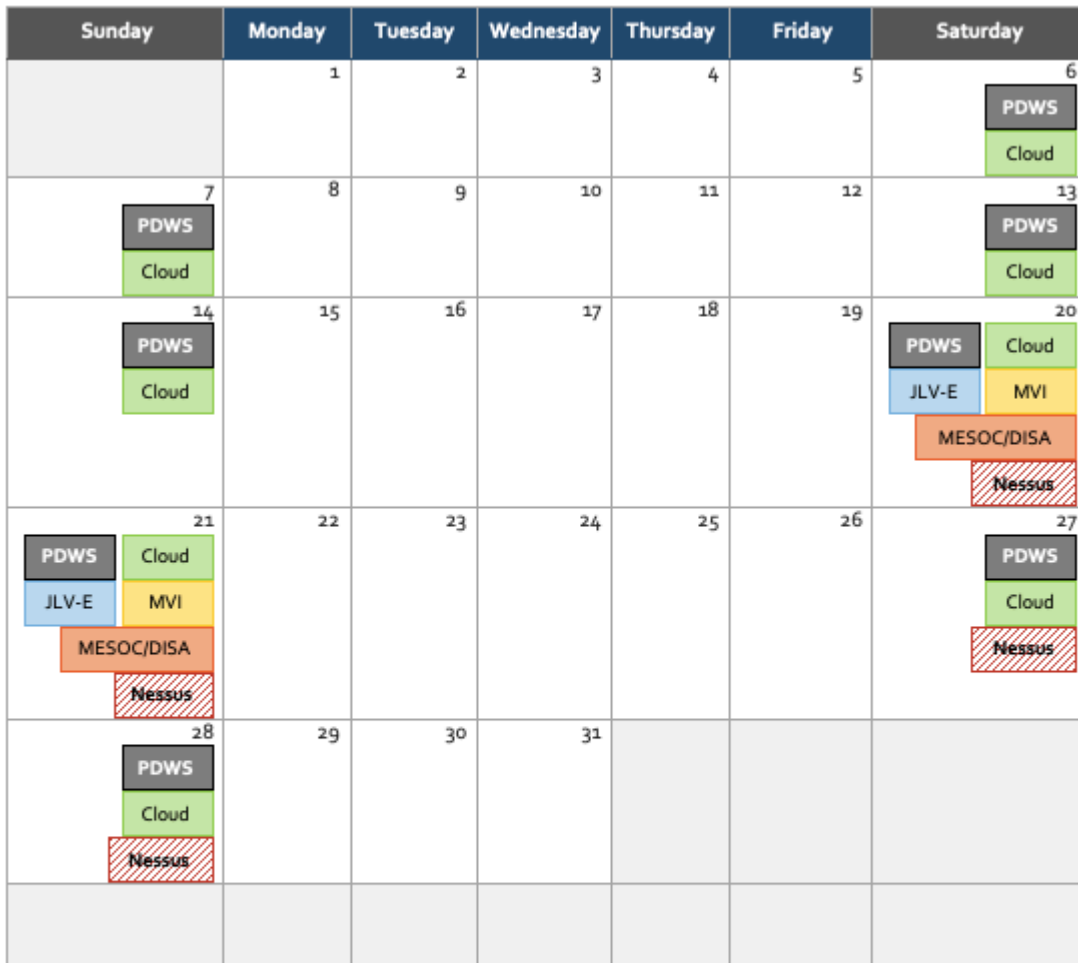 Sunday Monday Tuesday Wednesday Thursday Friday Saturday
1 2 3 4 5 6
PDWS
Cloud
7 8 9 10 11 12 13
PDWS PDWS
Cloud Cloud
14 15 16 17 18 19 20
PDWS PDWS Cloud
Cloud JLV-E MVI
MESOC/DISA
Nessus
21 22 23 24 25 26 27
PDWS Cloud PDWS
JLV-E MVI Cloud
MESOC/DISA Nessus
Nessus
28 29 30 31
PDWS
Cloud
Nessus